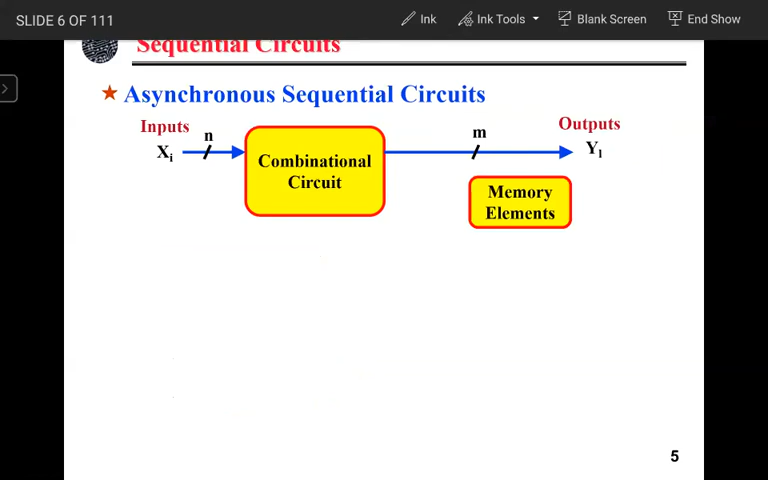 SLIDE 6 OF 111
Ink
Ink Tools
Blank Screen
End Show
Sequential Circuits
Asynchronous Sequential Circuits
Inputs
n
Xi
Combinational
Circuit
m
Outputs
Yl
Memory
Elements
5